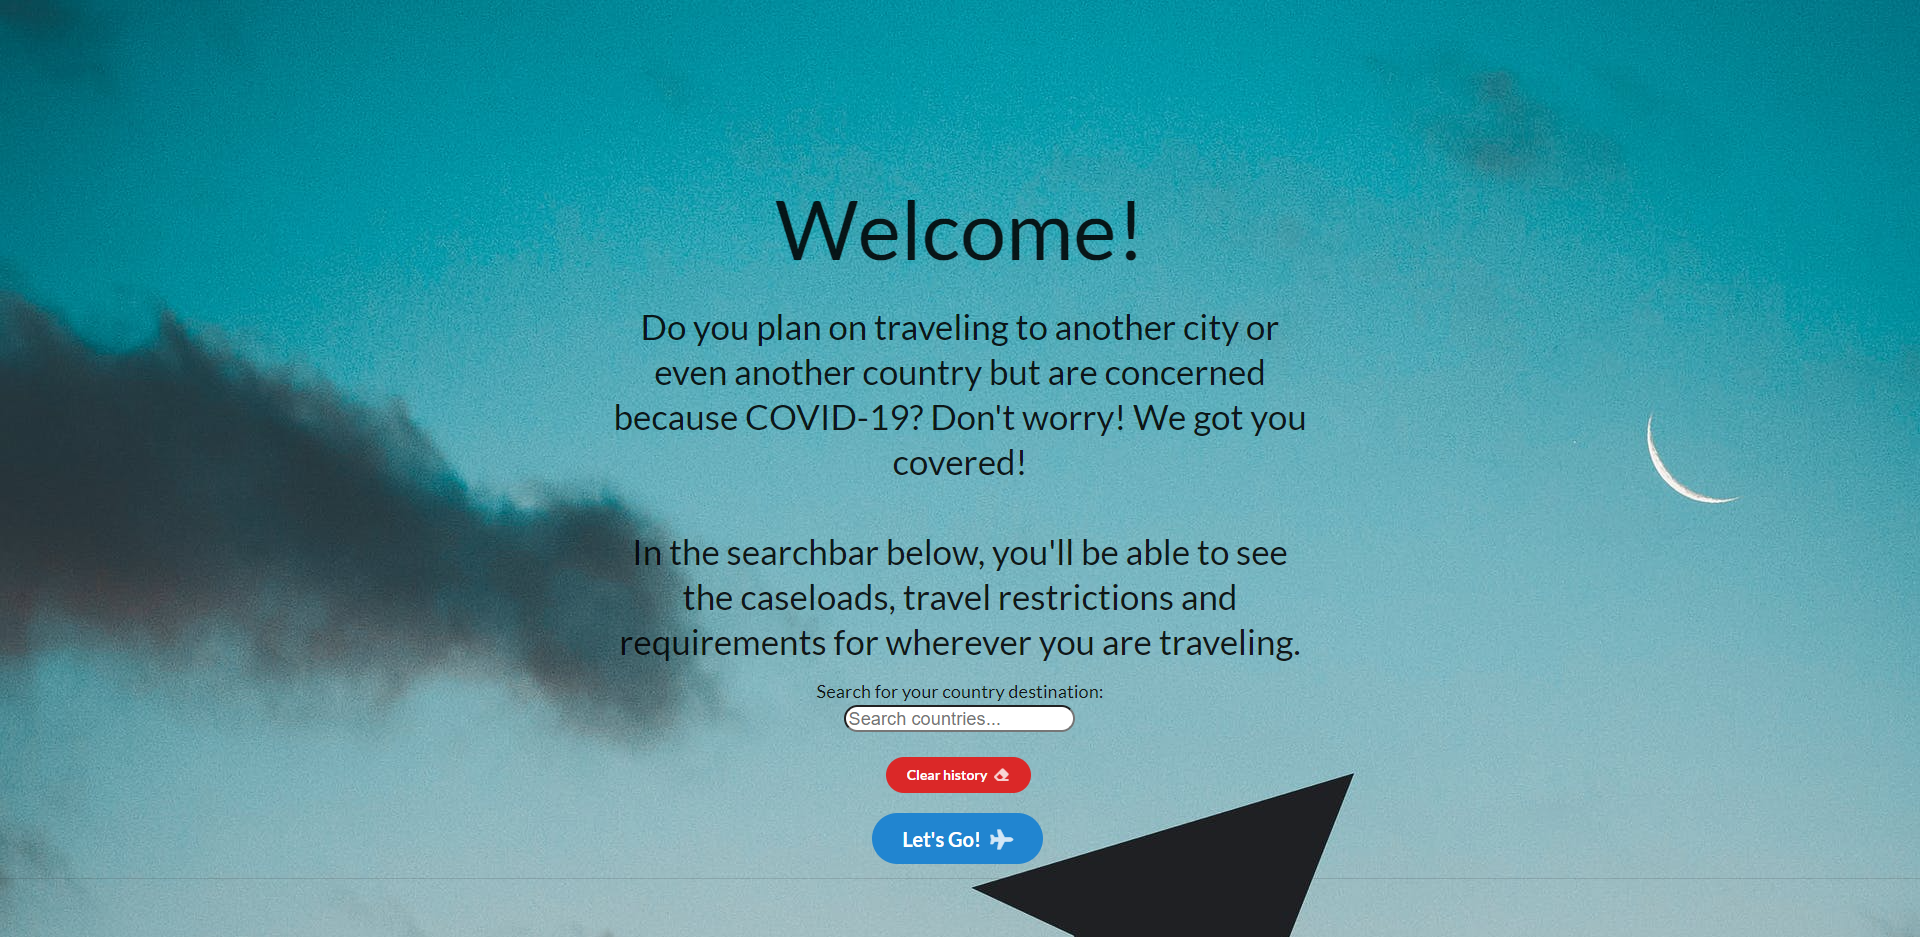 Welcome!
Do you plan on traveling to another city or
even another country but are concerned
because COVID-19? Don't worry! We got you
covered!
In the searchbar below, you'll be able to see
the caseloads, travel restrictions and
requirements for wherever you are traveling.
Search for your country destination:
Search countries...
Clear history
Let's Go!